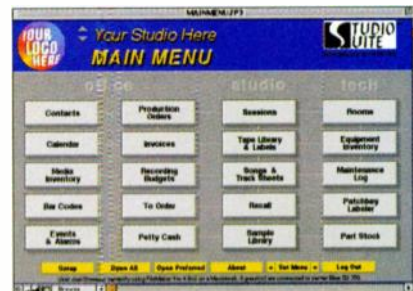 MAINMENU.FP3
YOUR LOGO HERE
Your Studio Here
MAIN MENU
STUDIO SUITE
office studio tech
Contacts Production Orders Sessions Rooms
Calendar Invoices Tape Library & Labels Equipment Inventory
Media Inventory Recording Budgets Songs & Track Sheets Maintenance Log
Bar Codes To Order Recall Patchbay Labeler
Events & Alarms Petty Cash Sample Library Part Stock
Setup Open All Open Preferred About Set Menu Log Out
Browse